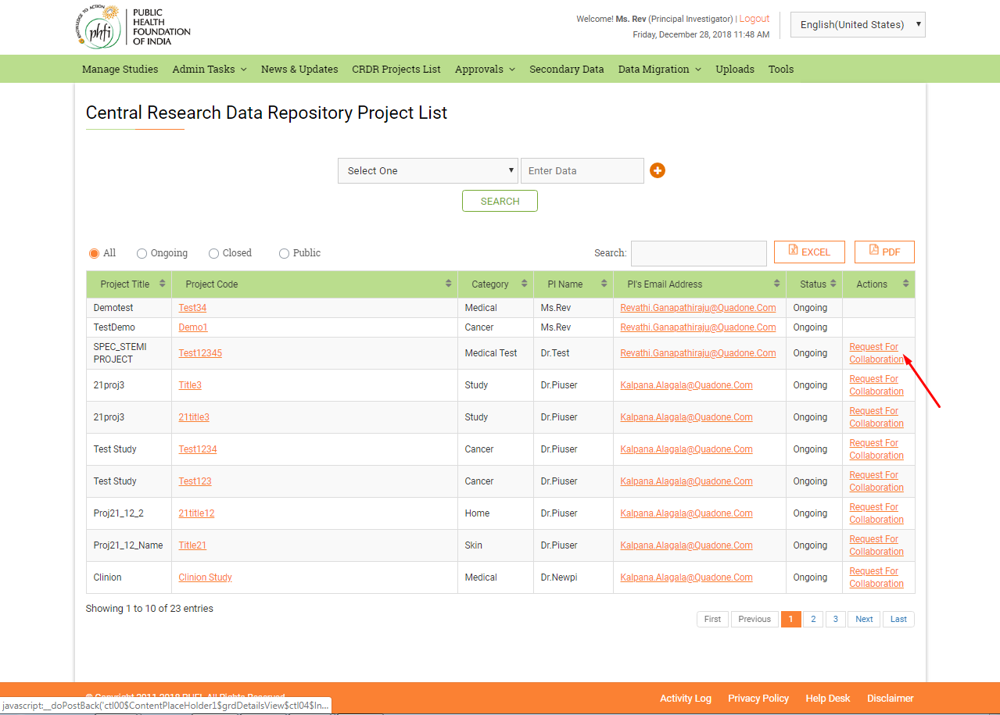 KNOWLEDGE TO ACTION
phfi
PUBLIC
HEALTH
FOUNDATION
OF INDIA
Welcome! Ms. Rev (Principal Investigator) | Logout
Friday, December 28, 2018 11:48 AM
English(United States)
Manage Studies Admin Tasks News & Updates CRDR Projects List Approvals Secondary Data Data Migration Uploads Tools
Central Research Data Repository Project List
Select One Enter Data
SEARCH
All Ongoing Closed Public Search: EXCEL PDF
Project Title Project Code Category PI Name PI's Email Address Status Actions
Demotest Test34 Medical Ms.Rev Revathi.Ganapathiraju@Quadone.Com Ongoing
TestDemo Demo1 Cancer Ms.Rev Revathi.Ganapathiraju@Quadone.Com Ongoing
SPEC_STEMI PROJECT Test12345 Medical Test Dr.Test Revathi.Ganapathiraju@Quadone.Com Ongoing Request For Collaboration
21proj3 Title3 Study Dr.Piuser Kalpana.Alagala@Quadone.Com Ongoing Request For Collaboration
21proj3 21title3 Study Dr.Piuser Kalpana.Alagala@Quadone.Com Ongoing Request For Collaboration
Test Study Test1234 Cancer Dr.Piuser Kalpana.Alagala@Quadone.Com Ongoing Request For Collaboration
Test Study Test123 Cancer Dr.Piuser Kalpana.Alagala@Quadone.Com Ongoing Request For Collaboration
Proj21_12_2 21title12 Home Dr.Piuser Kalpana.Alagala@Quadone.Com Ongoing Request For Collaboration
Proj21_12_Name Title21 Skin Dr.Piuser Kalpana.Alagala@Quadone.Com Ongoing Request For Collaboration
Clinion Clinion Study Medical Dr.Newpi Kalpana.Alagala@Quadone.Com Ongoing Request For Collaboration
Showing 1 to 10 of 23 entries
First Previous 1 2 3 Next Last
© Copyright 2011-2018 PHFI. All Rights Reserved
Activity Log Privacy Policy Help Desk Disclaimer
javascript:__doPostBack('ctl00$ContentPlaceHolder1$grdDetailsView$ctl04$ln...